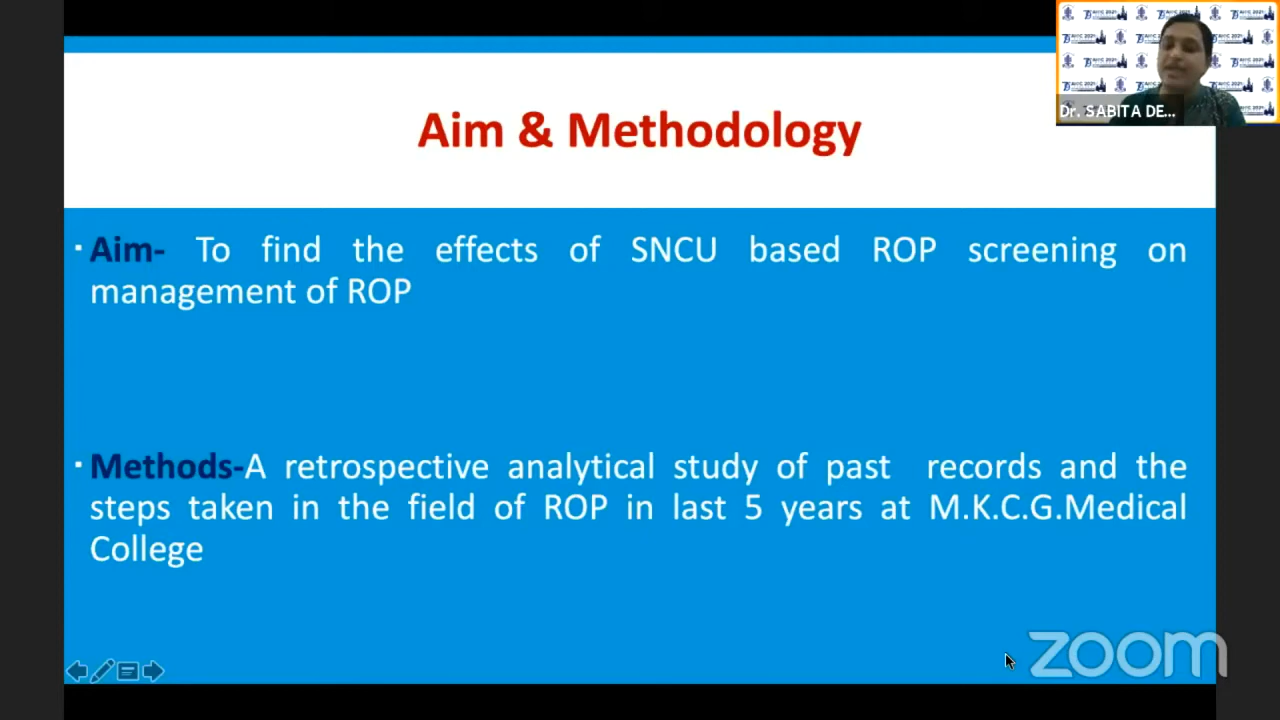 Aim & Methodology
Dr. SABITA DE...
▪ Aim- To find the effects of SNCU based ROP screening on
management of ROP
▪ Methods-A retrospective analytical study of past records and the
steps taken in the field of ROP in last 5 years at M.K.C.G.Medical
College
zoom